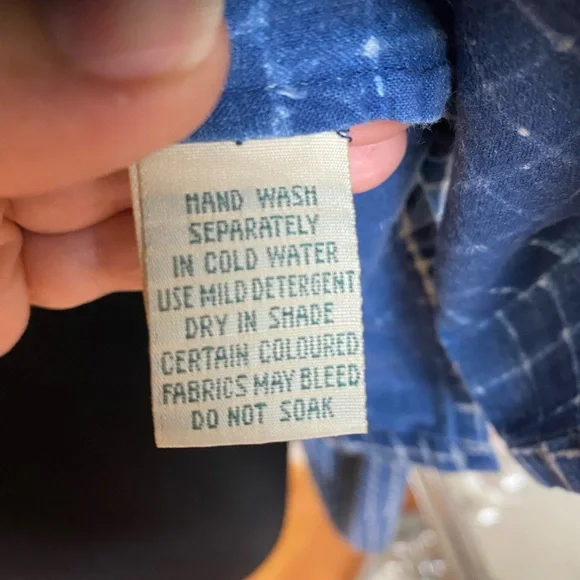 HAND WASH
SEPARATELY
IN COLD WATER
USE MILD DETERGENT
DRY IN SHADE
CERTAIN COLOURED
FABRICS MAY BLEED
DO NOT SOAK